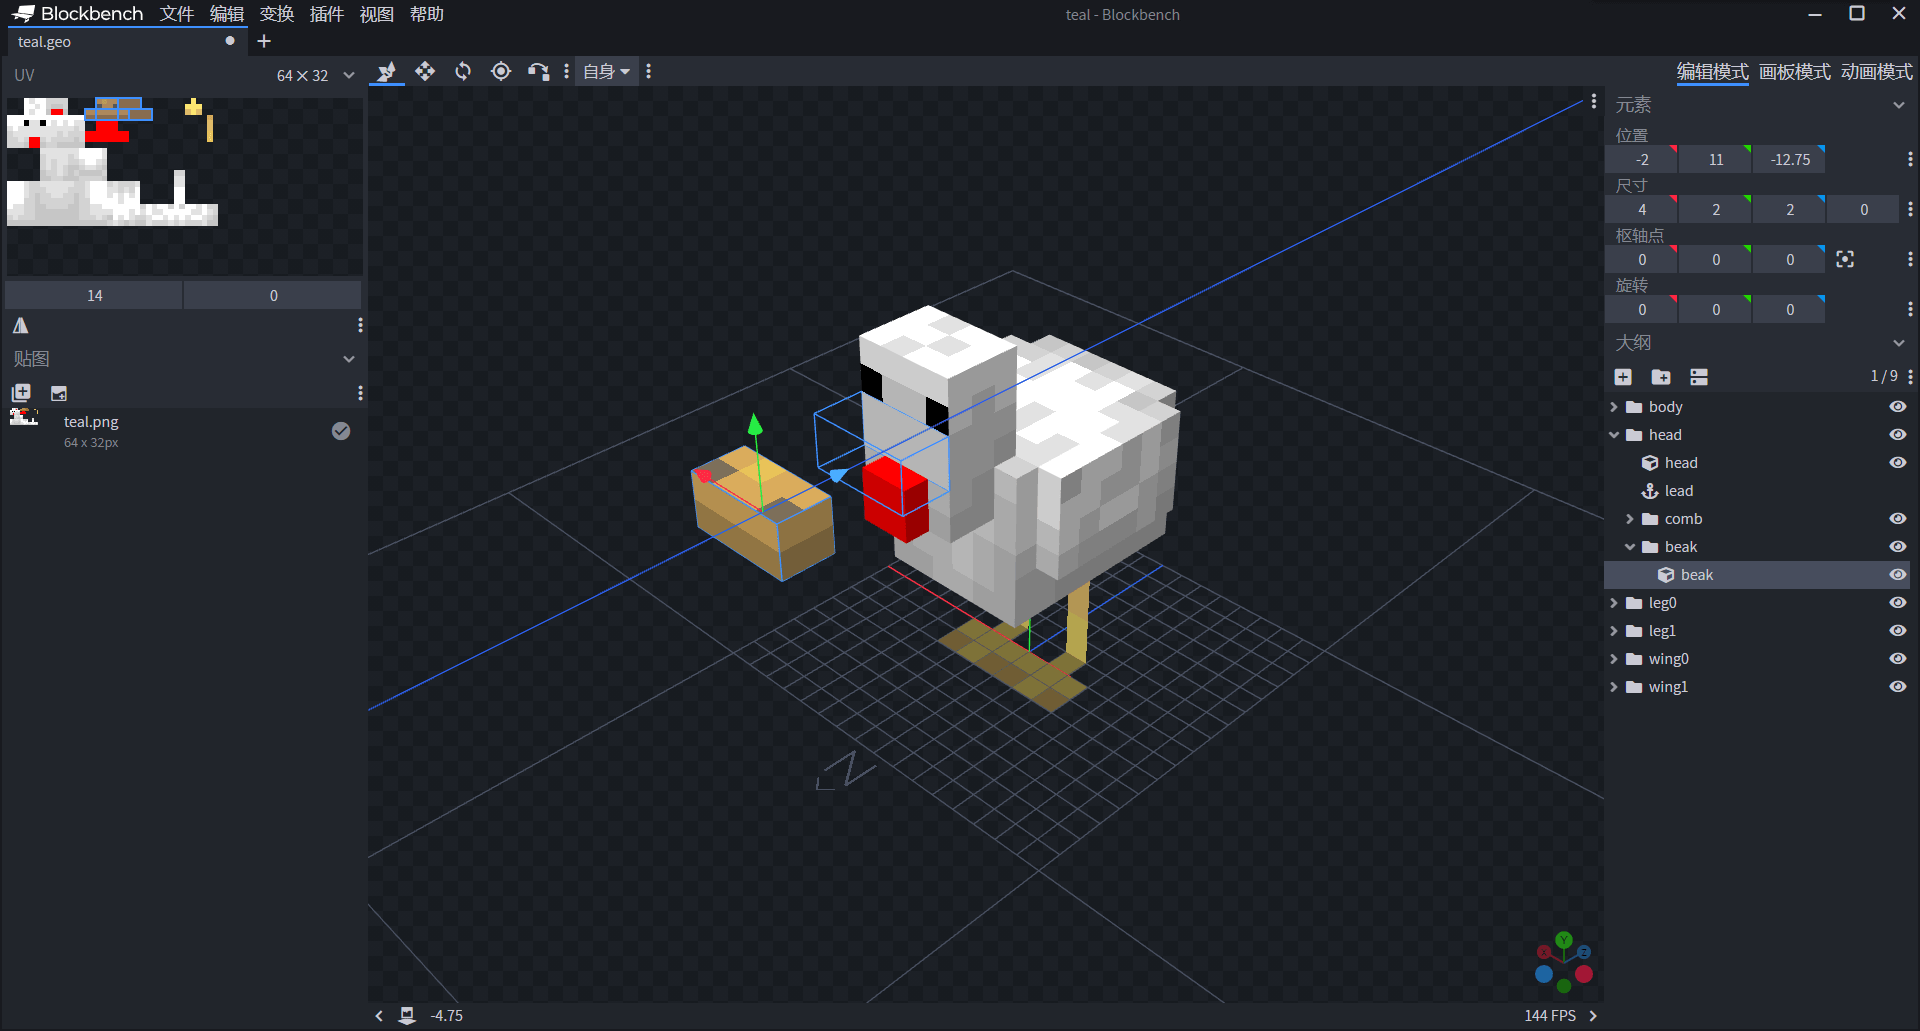 Blockbench 文件 编辑 变换 插件 视图 帮助
teal - Blockbench
teal.geo
UV 64 × 32
自身
编辑模式 画板模式 动画模式
14 0
贴图
teal.png
64 x 32px
元素
位置
-2 11 -12.75
尺寸
4 2 2 0
枢轴点
0 0 0
旋转
0 0 0
大纲
1 / 9
body
head
head
lead
comb
beak
beak
leg0
leg1
wing0
wing1
N
Y
Z
-4.75
144 FPS